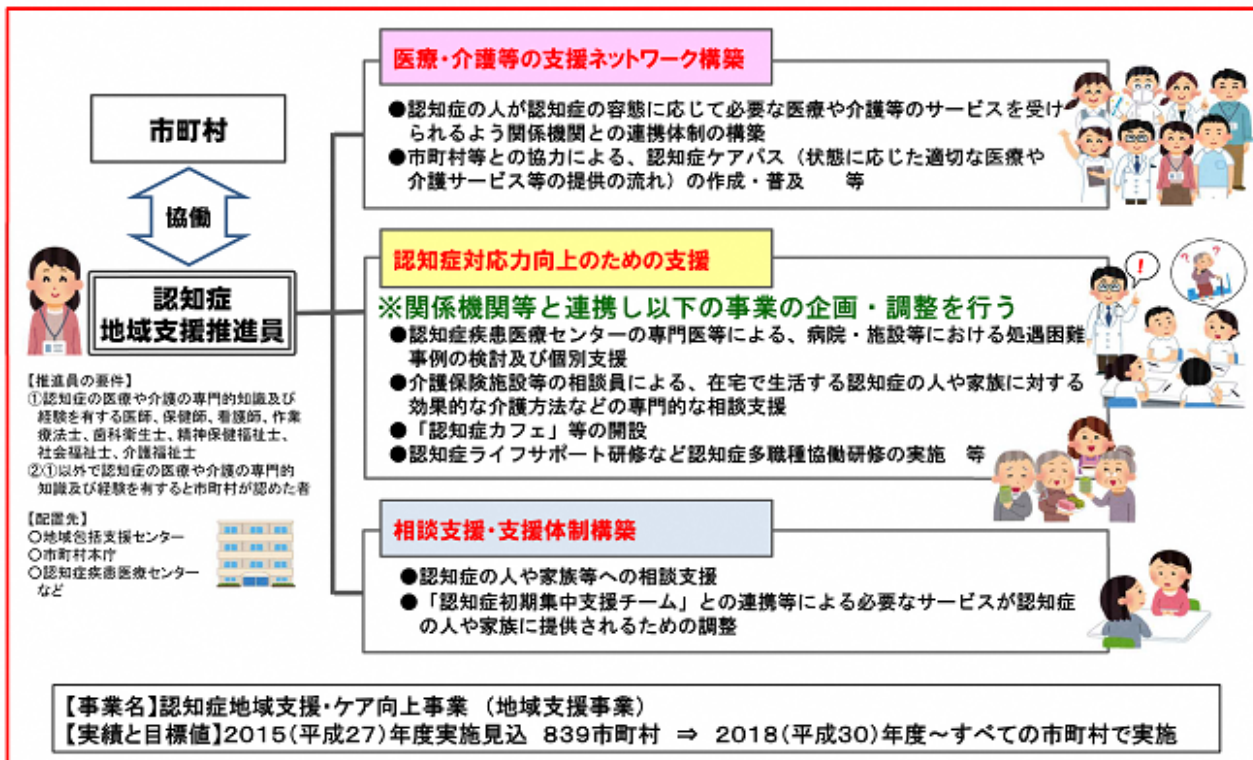 市町村
協働
認知症
地域支援推進員
【推進員の要件】
①認知症の医療や介護の専門的知識及び
経験を有する医師、保健師、看護師、作業
療法士、歯科衛生士、精神保健福祉士、
社会福祉士、介護福祉士
②①以外で認知症の医療や介護の専門的
知識及び経験を有すると市町村が認めた者
【配置先】
○地域包括支援センター
○市町村本庁
○認知症疾患医療センター
など
医療・介護等の支援ネットワーク構築
●認知症の人が認知症の容態に応じて必要な医療や介護等のサービスを受け
られるよう関係機関との連携体制の構築
●市町村等との協力による、認知症ケアパス（状態に応じた適切な医療や
介護サービス等の提供の流れ）の作成・普及　　等
認知症対応力向上のための支援
※関係機関等と連携し以下の事業の企画・調整を行う
●認知症疾患医療センターの専門医等による、病院・施設等における処遇困難
事例の検討及び個別支援
●介護保険施設等の相談員による、在宅で生活する認知症の人や家族に対する
効果的な介護方法などの専門的な相談支援
●「認知症カフェ」等の開設
●認知症ライフサポート研修など認知症多職種協働研修の実施　等
！
？ ？
相談支援・支援体制構築
●認知症の人や家族等への相談支援
●「認知症初期集中支援チーム」との連携等による必要なサービスが認知症
の人や家族に提供されるための調整
【事業名】認知症地域支援・ケア向上事業　（地域支援事業）
【実績と目標値】2015（平成27）年度実施見込　839市町村　⇒　2018（平成30）年度～すべての市町村で実施